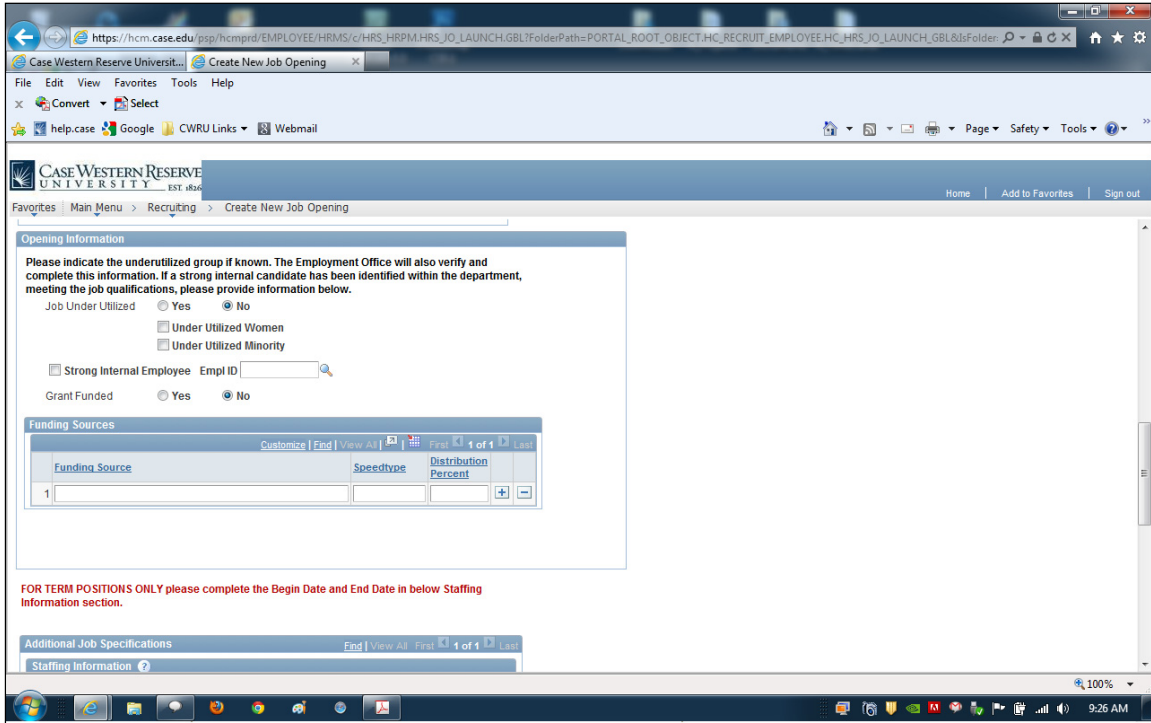 https://hcm.case.edu/psp/hcmprd/EMPLOYEE/HRMS/c/HRS_HRPM.HRS_JO_LAUNCH.GBL?FolderPath=PORTAL_ROOT_OBJECT.HC_RECRUIT_EMPLOYEE.HC_HRS_JO_LAUNCH_GBL&IsFolder:
Case Western Reserve Universit... Create New Job Opening
File Edit View Favorites Tools Help
Convert Select
help.case Google CWRU Links Webmail Page Safety Tools
CASE WESTERN RESERVE
UNIVERSITY EST. 1826
Home | Add to Favorites | Sign out
Favorites Main Menu > Recruiting > Create New Job Opening
Opening Information
Please indicate the underutilized group if known. The Employment Office will also verify and
complete this information. If a strong internal candidate has been identified within the department,
meeting the job qualifications, please provide information below.
Job Under Utilized Yes No
Under Utilized Women
Under Utilized Minority
Strong Internal Employee Empl ID
Grant Funded Yes No
Funding Sources
Customize | Find | View All | | First 1 of 1 Last
Funding Source Speedtype Distribution Percent
1
FOR TERM POSITIONS ONLY please complete the Begin Date and End Date in below Staffing
Information section.
Additional Job Specifications Find | View All First 1 of 1 Last
Staffing Information
100%
9:26 AM